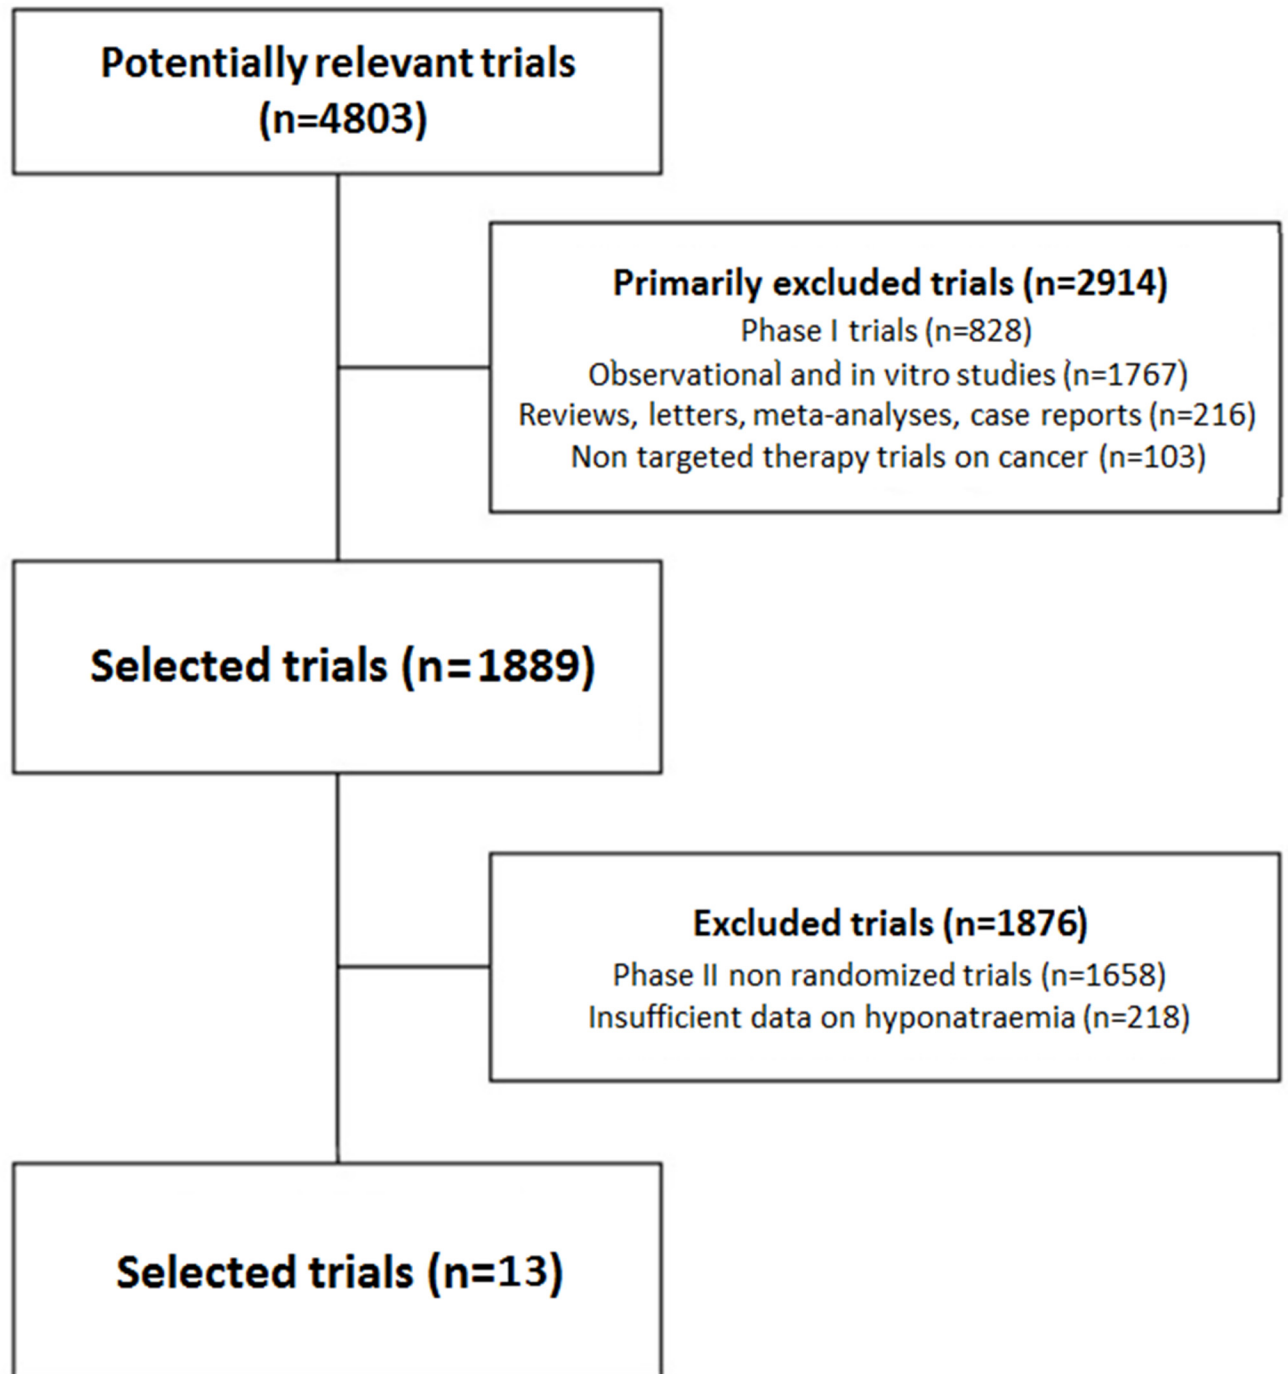 Potentially relevant trials
(n=4803)
Primarily excluded trials (n=2914)
Phase I trials (n=828)
Observational and in vitro studies (n=1767)
Reviews, letters, meta-analyses, case reports (n=216)
Non targeted therapy trials on cancer (n=103)
Selected trials (n=1889)
Excluded trials (n=1876)
Phase II non randomized trials (n=1658)
Insufficient data on hyponatraemia (n=218)
Selected trials (n=13)